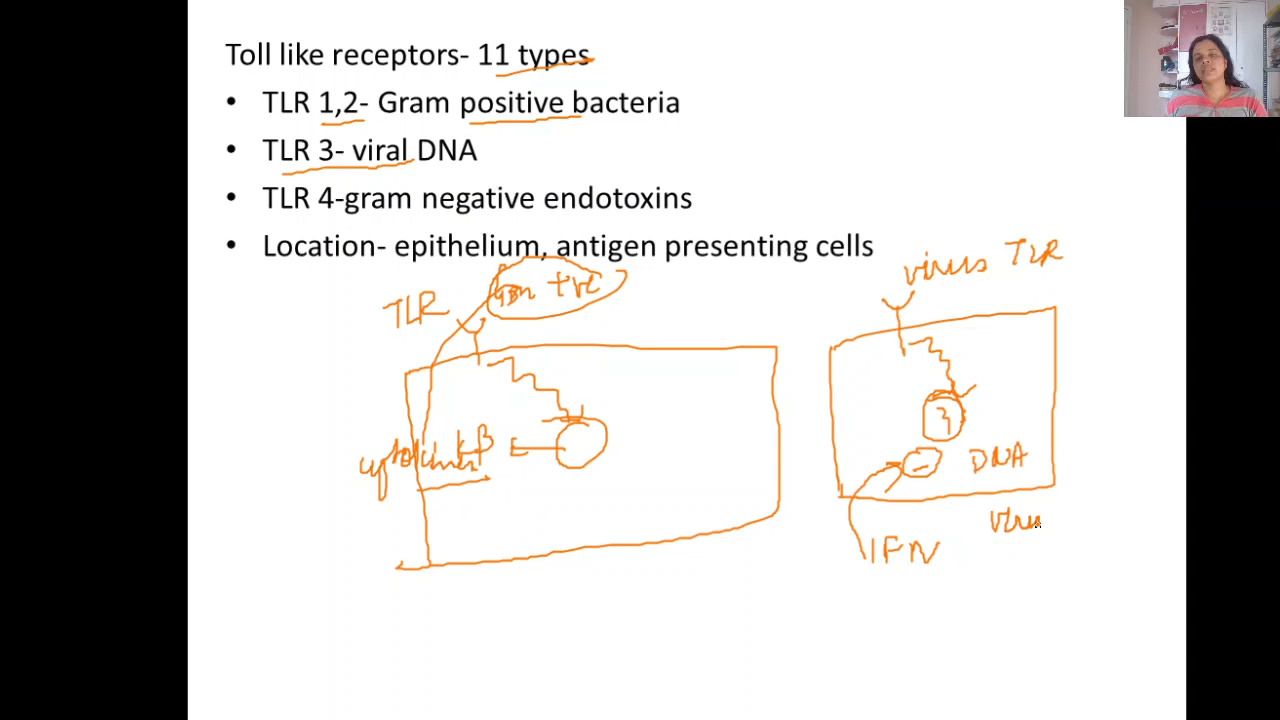 Toll like receptors- 11 types
• TLR 1,2- Gram positive bacteria
• TLR 3- viral DNA
• TLR 4-gram negative endotoxins
• Location- epithelium, antigen presenting cells
virus TLR
TLR
+ve
DNA
IFN